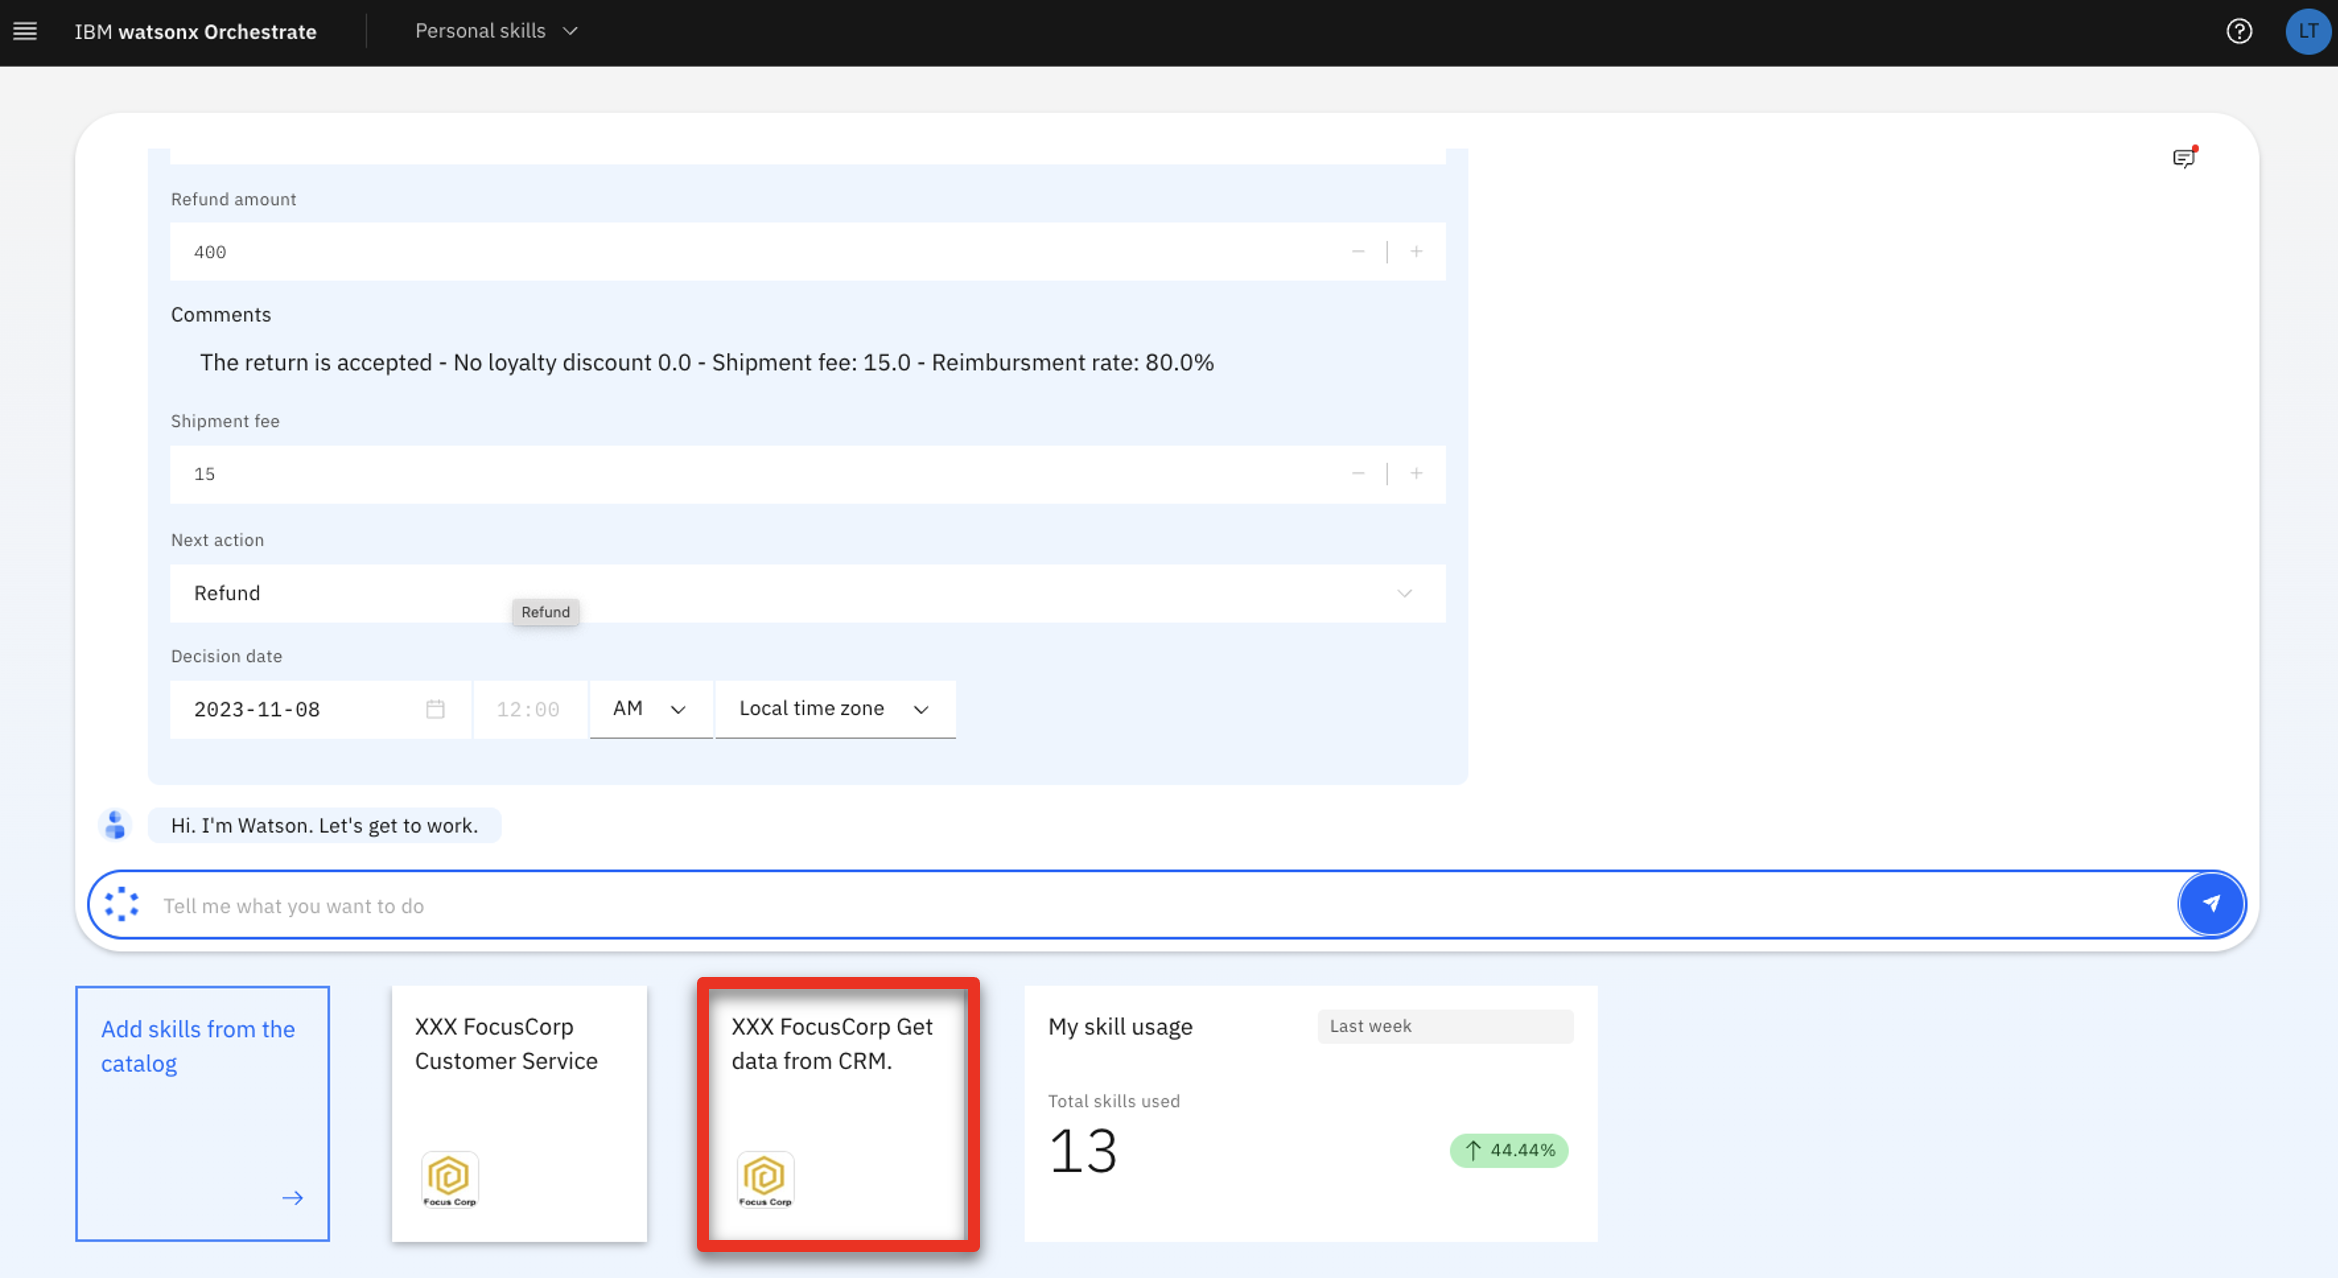 IBM watsonx Orchestrate
Personal skills
LT
Refund amount
400
Comments
The return is accepted - No loyalty discount 0.0 - Shipment fee: 15.0 - Reimbursment rate: 80.0%
Shipment fee
15
Next action
Refund
Refund
Decision date
2023-11-08 12:00 AM Local time zone
Hi. I'm Watson. Let's get to work.
Tell me what you want to do
Add skills from the
catalog
XXX FocusCorp
Customer Service
Focus Corp
XXX FocusCorp Get
data from CRM.
Focus Corp
My skill usage
Last week
Total skills used
13
44.44%